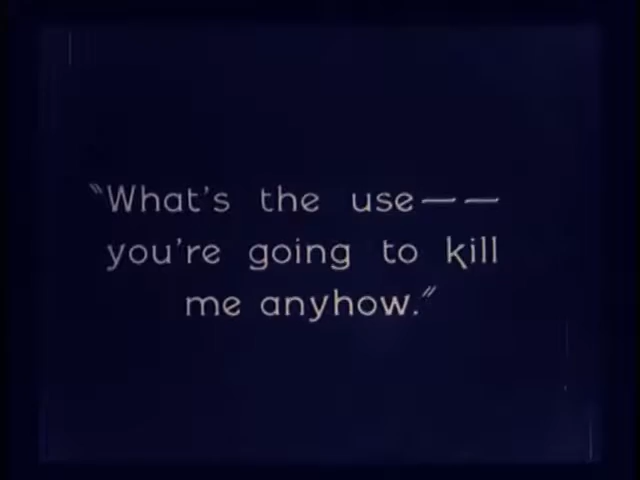 "What's the use——
you're going to kill
me anyhow."